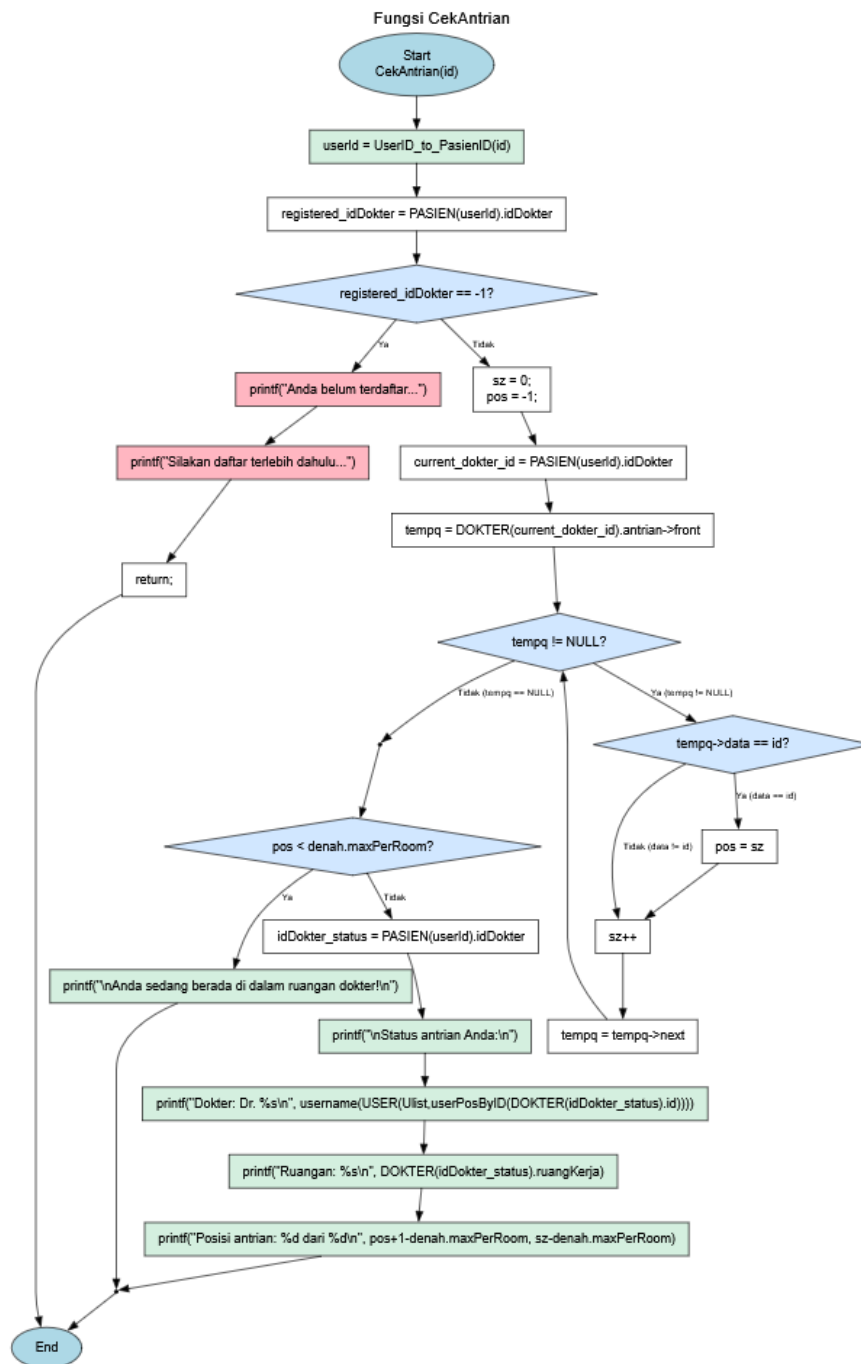 Fungsi CekAntrian
Start
CekAntrian(id)
userId = UserID_to_PasienID(id)
registered_idDokter = PASIEN(userId).idDokter
registered_idDokter == -1?
Ya
Tidak
printf("Anda belum terdaftar...")
sz = 0;
pos = -1;
printf("Silakan daftar terlebih dahulu...")
current_dokter_id = PASIEN(userId).idDokter
tempq = DOKTER(current_dokter_id).antrian->front
return;
tempq != NULL?
Tidak (tempq == NULL)
Ya (tempq != NULL)
tempq->data == id?
Ya (data == id)
Tidak (data != id)
pos = sz
pos < denah.maxPerRoom?
Ya
Tidak
idDokter_status = PASIEN(userId).idDokter
sz++
printf("\nAnda sedang berada di dalam ruangan dokter!\n")
printf("\nStatus antrian Anda:\n")
tempq = tempq->next
printf("Dokter: Dr. %s\n", username(USER(Ulist,userPosByID(DOKTER(idDokter_status).id))))
printf("Ruangan: %s\n", DOKTER(idDokter_status).ruangKerja)
printf("Posisi antrian: %d dari %d\n", pos+1-denah.maxPerRoom, sz-denah.maxPerRoom)
End